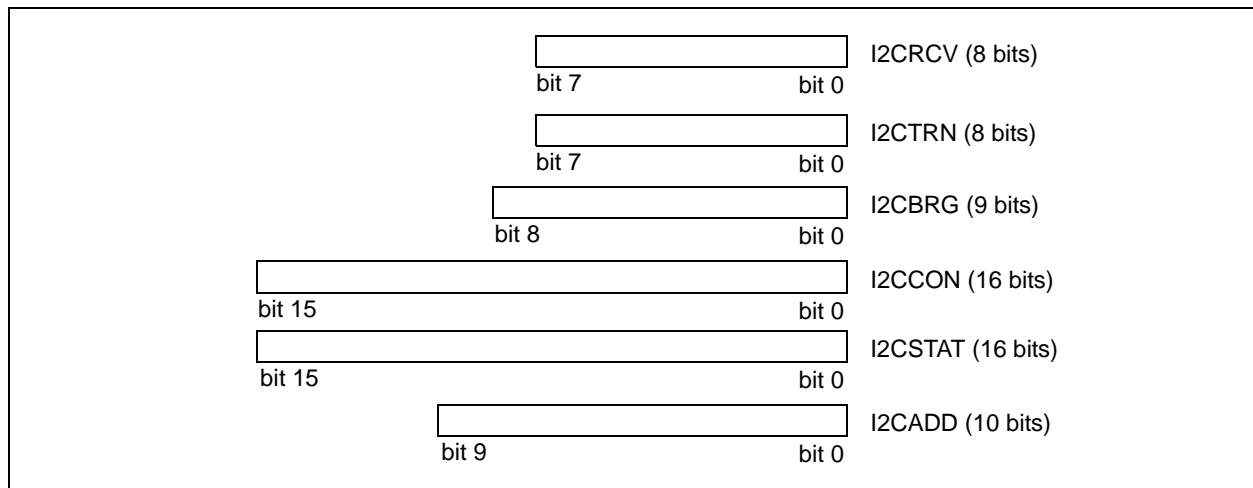 I2CRCV (8 bits)
bit 7 bit 0
I2CTRN (8 bits)
bit 7 bit 0
I2CBRG (9 bits)
bit 8 bit 0
I2CCON (16 bits)
bit 15 bit 0
I2CSTAT (16 bits)
bit 15 bit 0
I2CADD (10 bits)
bit 9 bit 0